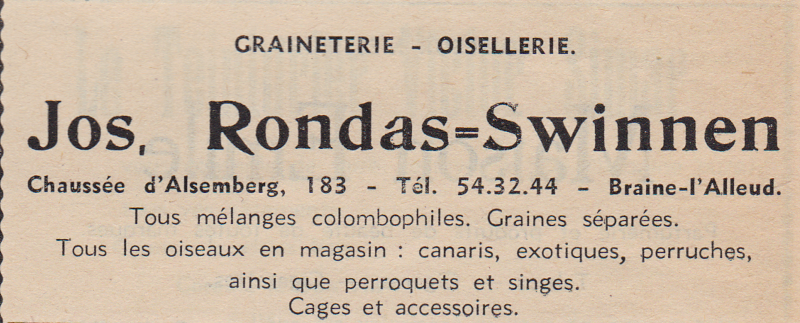 GRAINETERIE - OISELLERIE.
Jos. Rondas=Swinnen
Chaussée d'Alsemberg, 183 - Tél. 54.32.44 - Braine-l'Alleud.
Tous mélanges colombophiles. Graines séparées.
Tous les oiseaux en magasin : canaris, exotiques, perruches,
ainsi que perroquets et singes.
Cages et accessoires.